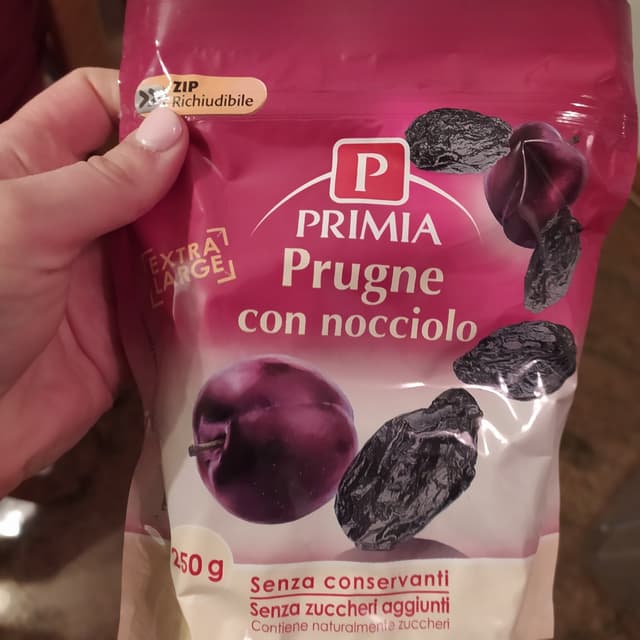 ZIP
Richiudibile
P
PRIMIA
EXTRA
LARGE
Prugne
con nocciolo
250 g
Senza conservanti
Senza zuccheri aggiunti
Contiene naturalmente zuccheri